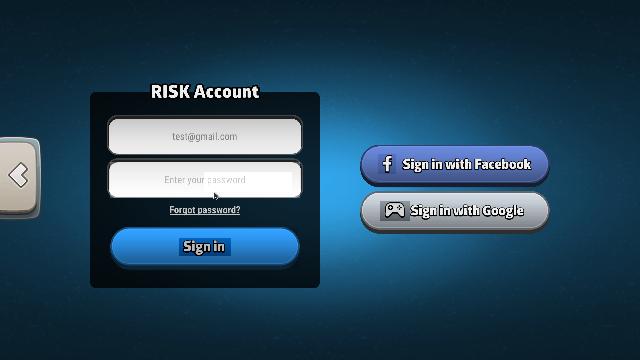 RISK Account
test@gmail.com
Enter your password
Forgot password?
Sign in
Sign in with Facebook
Sign in with Google